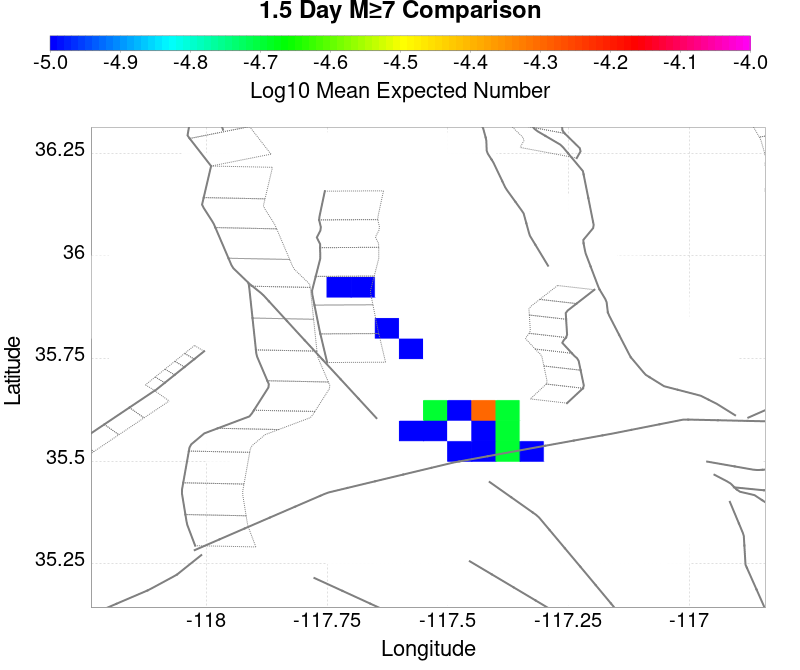 1.5 Day M≥7 Comparison
-5.0 -4.9 -4.8 -4.7 -4.6 -4.5 -4.4 -4.3 -4.2 -4.1 -4.0
Log10 Mean Expected Number
36.25
36
35.75
35.5
35.25
Latitude
-118 -117.75 -117.5 -117.25 -117
Longitude